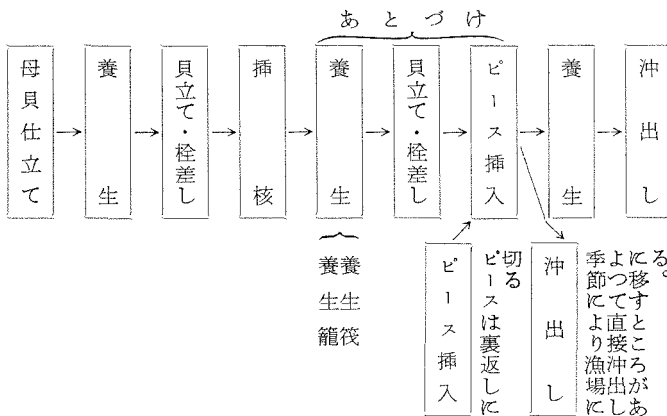 あとづけ
母貝仕立て
養生
貝立て・栓差し
挿核
養生
貝立て・栓差し
ピース挿入
養生
沖出し
養生籠
養生筏
ピース挿入
ピースは裏返しに
切る
沖出し
季節により漁場に
よつて直接沖出し
に移すところがあ
る。